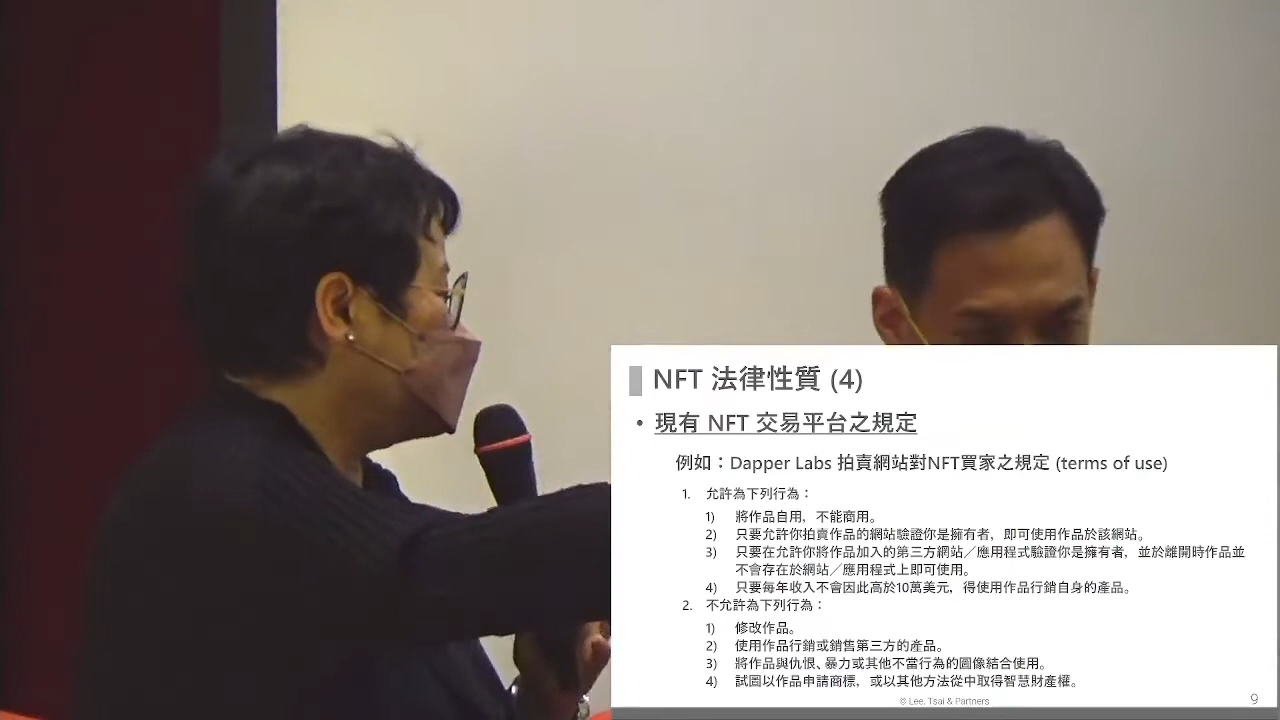 NFT 法律性質 (4)
• 現有 NFT 交易平台之規定
例如：Dapper Labs 拍賣網站對NFT買家之規定 (terms of use)
1. 允許為下列行為：
1) 將作品自用，不能商用。
2) 只要允許你拍賣作品的網站驗證你是擁有者，即可使用作品於該網站。
3) 只要在允許你將作品加入的第三方網站／應用程式驗證你是擁有者，並於離開時作品並
不會存在於網站／應用程式上即可使用。
4) 只要每年收入不會因此高於10萬美元，得使用作品行銷自身的產品。
2. 不允許為下列行為：
1) 修改作品。
2) 使用作品行銷或銷售第三方的產品。
3) 將作品與仇恨、暴力或其他不當行為的圖像結合使用。
4) 試圖以作品申請商標，或以其他方法從中取得智慧財產權。
© Lee, Tsai & Partners
9